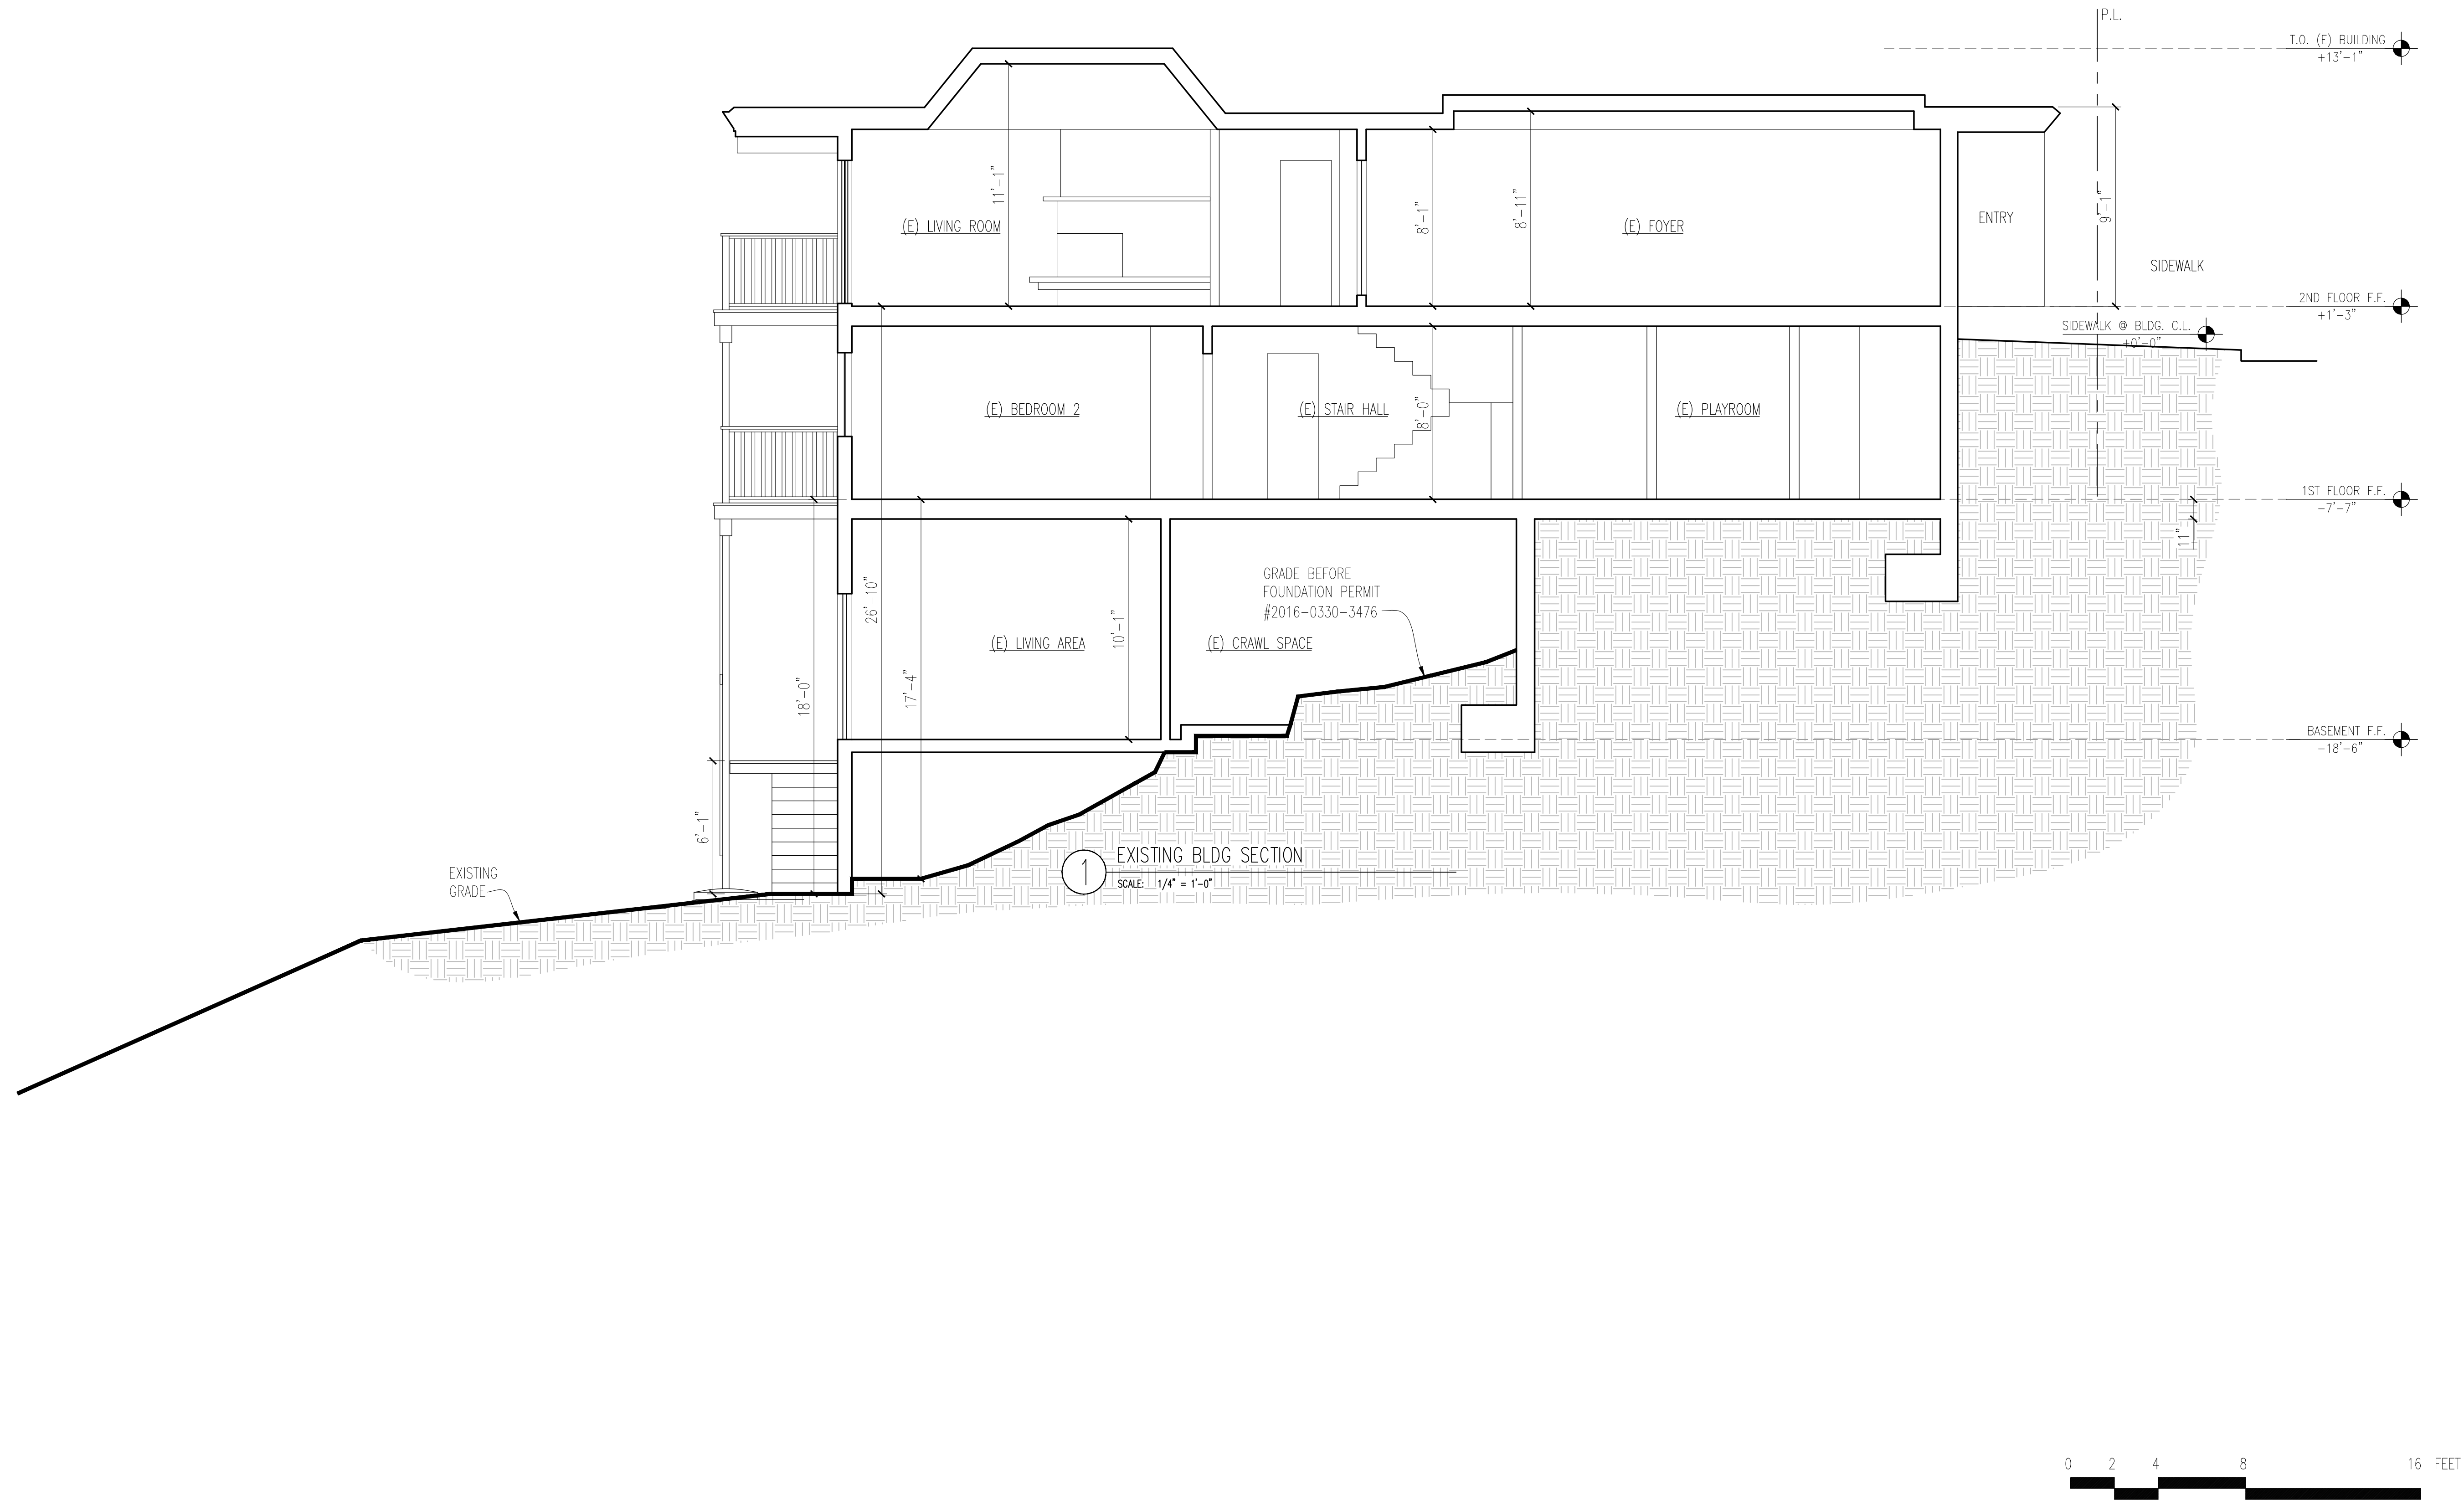 P.L.
T.O. (E) BUILDING
+13'-1"
11'-1"
(E) LIVING ROOM
8'-1"
8'-11"
(E) FOYER
ENTRY
9'-1"
SIDEWALK
2ND FLOOR F.F.
+1'-3"
SIDEWALK @ BLDG. C.L.
+0'-0"
(E) BEDROOM 2
(E) STAIR HALL
8'-0"
(E) PLAYROOM
1ST FLOOR F.F.
-7'-7"
11"
26'-10"
GRADE BEFORE
FOUNDATION PERMIT
#2016-0330-3476
10'-1"
(E) LIVING AREA
(E) CRAWL SPACE
18'-0"
17'-4"
BASEMENT F.F.
-18'-6"
6'-1"
EXISTING
GRADE
1
EXISTING BLDG SECTION
SCALE: 1/4" = 1'-0"
0 2 4 8 16 FEET